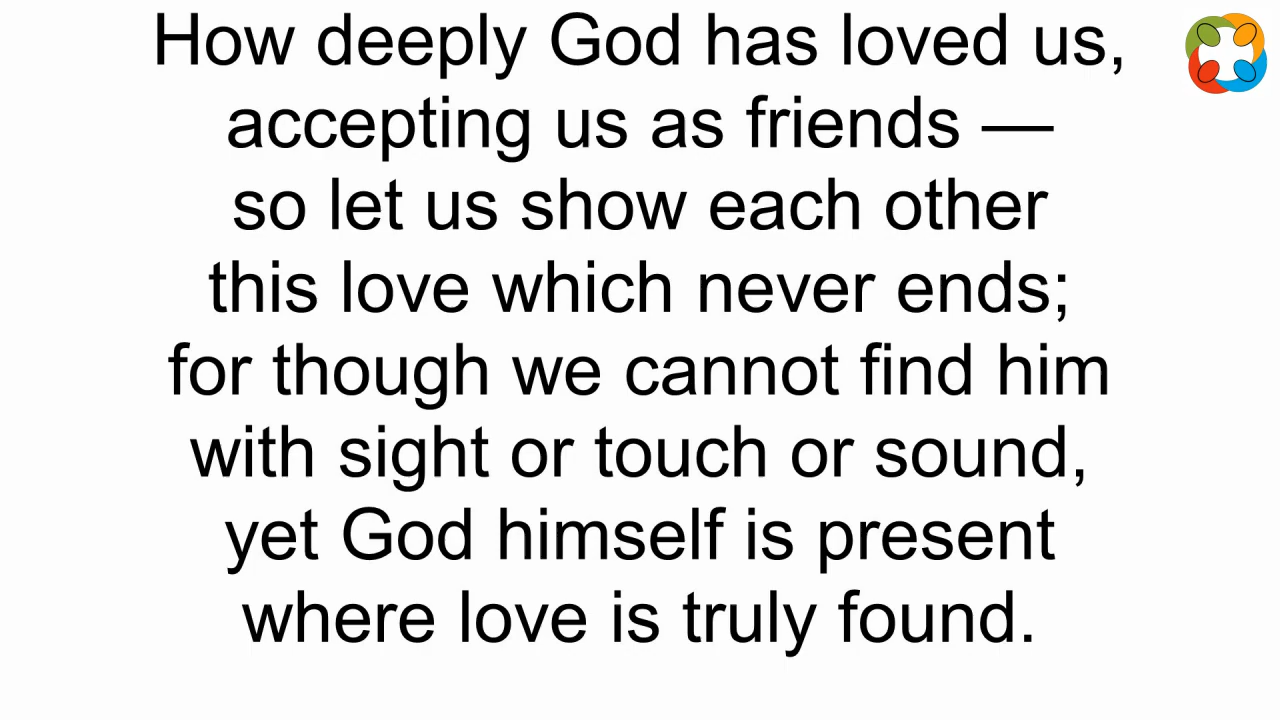 How deeply God has loved us,
accepting us as friends —
so let us show each other
this love which never ends;
for though we cannot find him
with sight or touch or sound,
yet God himself is present
where love is truly found.